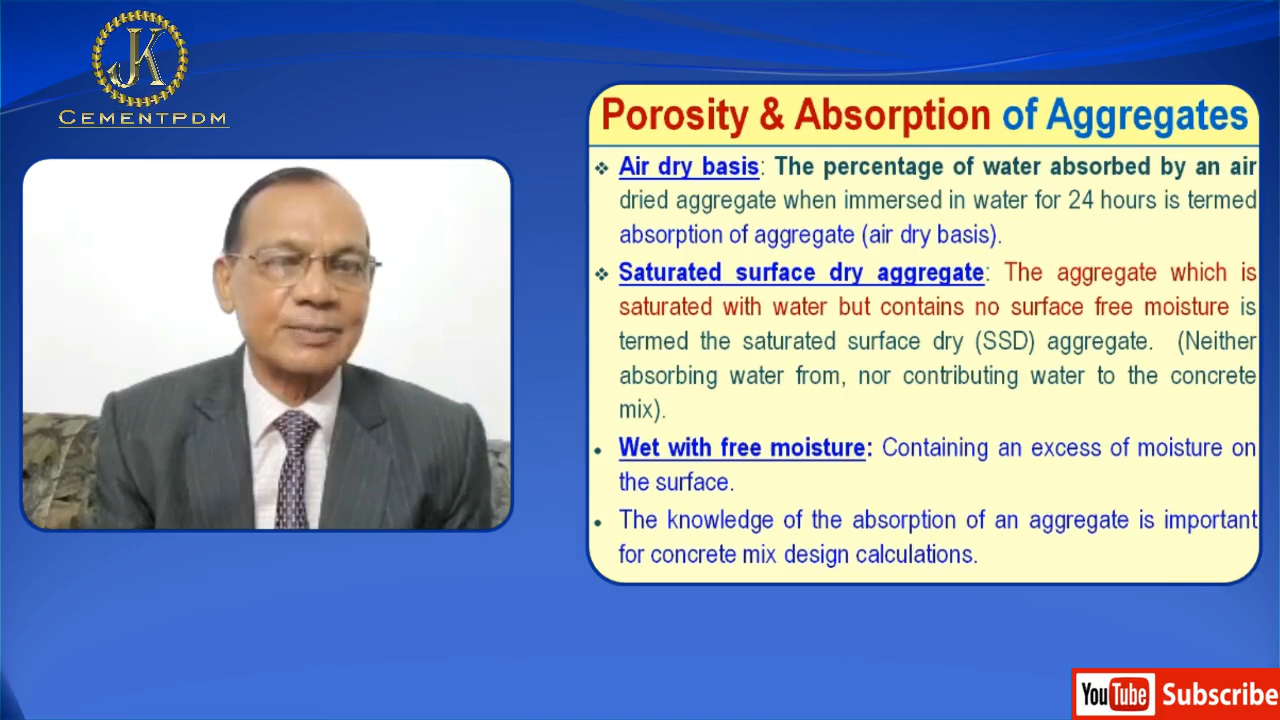 JK
CEMENTPDM
Porosity & Absorption of Aggregates
❖ Air dry basis: The percentage of water absorbed by an air
dried aggregate when immersed in water for 24 hours is termed
absorption of aggregate (air dry basis).
❖ Saturated surface dry aggregate: The aggregate which is
saturated with water but contains no surface free moisture is
termed the saturated surface dry (SSD) aggregate. (Neither
absorbing water from, nor contributing water to the concrete
mix).
• Wet with free moisture: Containing an excess of moisture on
the surface.
• The knowledge of the absorption of an aggregate is important
for concrete mix design calculations.
YouTube Subscribe